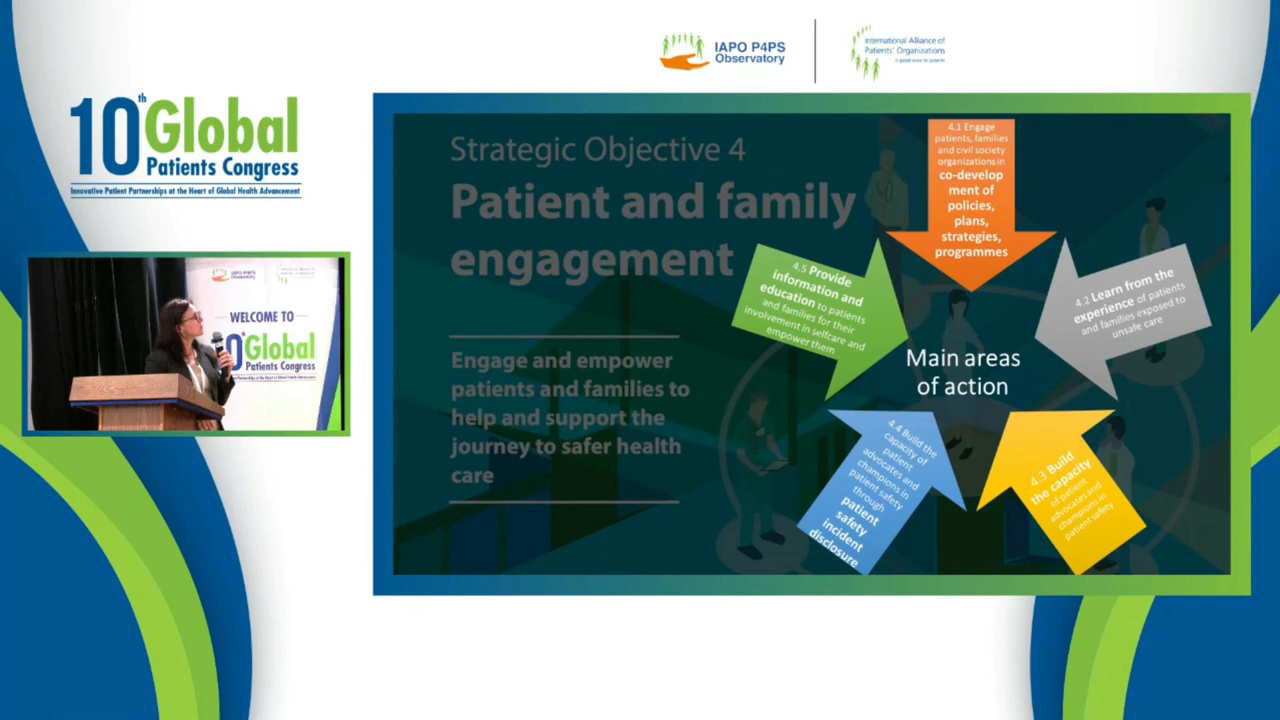 IAPO P4PS
Observatory
International Alliance of
Patients' Organizations
A global voice for patients
10th Global
Patients Congress
Innovative Patient Partnerships at the Heart of Global Health Advancement
IAPO P4PS
Observatory
WELCOME TO
0th Global
Patients Congress
Strategic Objective 4
Patient and family
engagement
Engage and empower
patients and families to
help and support the
journey to safer health
care
4.1 Engage
patients, families
and civil society
organizations in
co-develop
ment of
policies,
plans,
strategies,
programmes
4.2 Learn from the
experience of patients
and families exposed to
unsafe care
4.3 Build
the capacity
of patient
advocates and
champions in
patient safety
4.4 Build the
capacity of
patient
advocates and
champions in
patient safety
through
patient
safety
incident
disclosure
4.5 Provide
information and
education to patients
and families for their
involvement in selfcare and
empower them
Main areas
of action